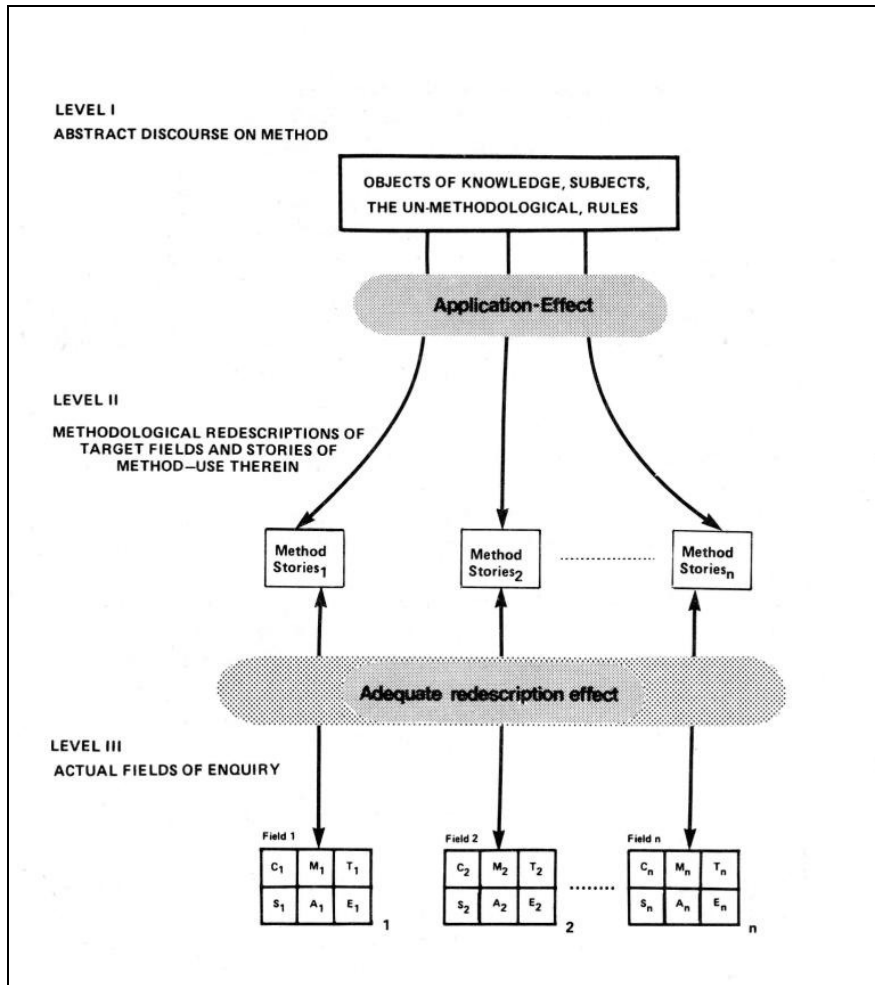 LEVEL I
ABSTRACT DISCOURSE ON METHOD
OBJECTS OF KNOWLEDGE, SUBJECTS,
THE UN-METHODOLOGICAL, RULES
Application-Effect
LEVEL II
METHODOLOGICAL REDESCRIPTIONS OF
TARGET FIELDS AND STORIES OF
METHOD—USE THEREIN
Method
Stories₁
Method
Stories₂
Method
Storiesₙ
Adequate redescription effect
LEVEL III
ACTUAL FIELDS OF ENQUIRY
Field 1
C₁ M₁ T₁
S₁ A₁ E₁
1
Field 2
C₂ M₂ T₂
S₂ A₂ E₂
2
Field n
Cₙ Mₙ Tₙ
Sₙ Aₙ Eₙ
n